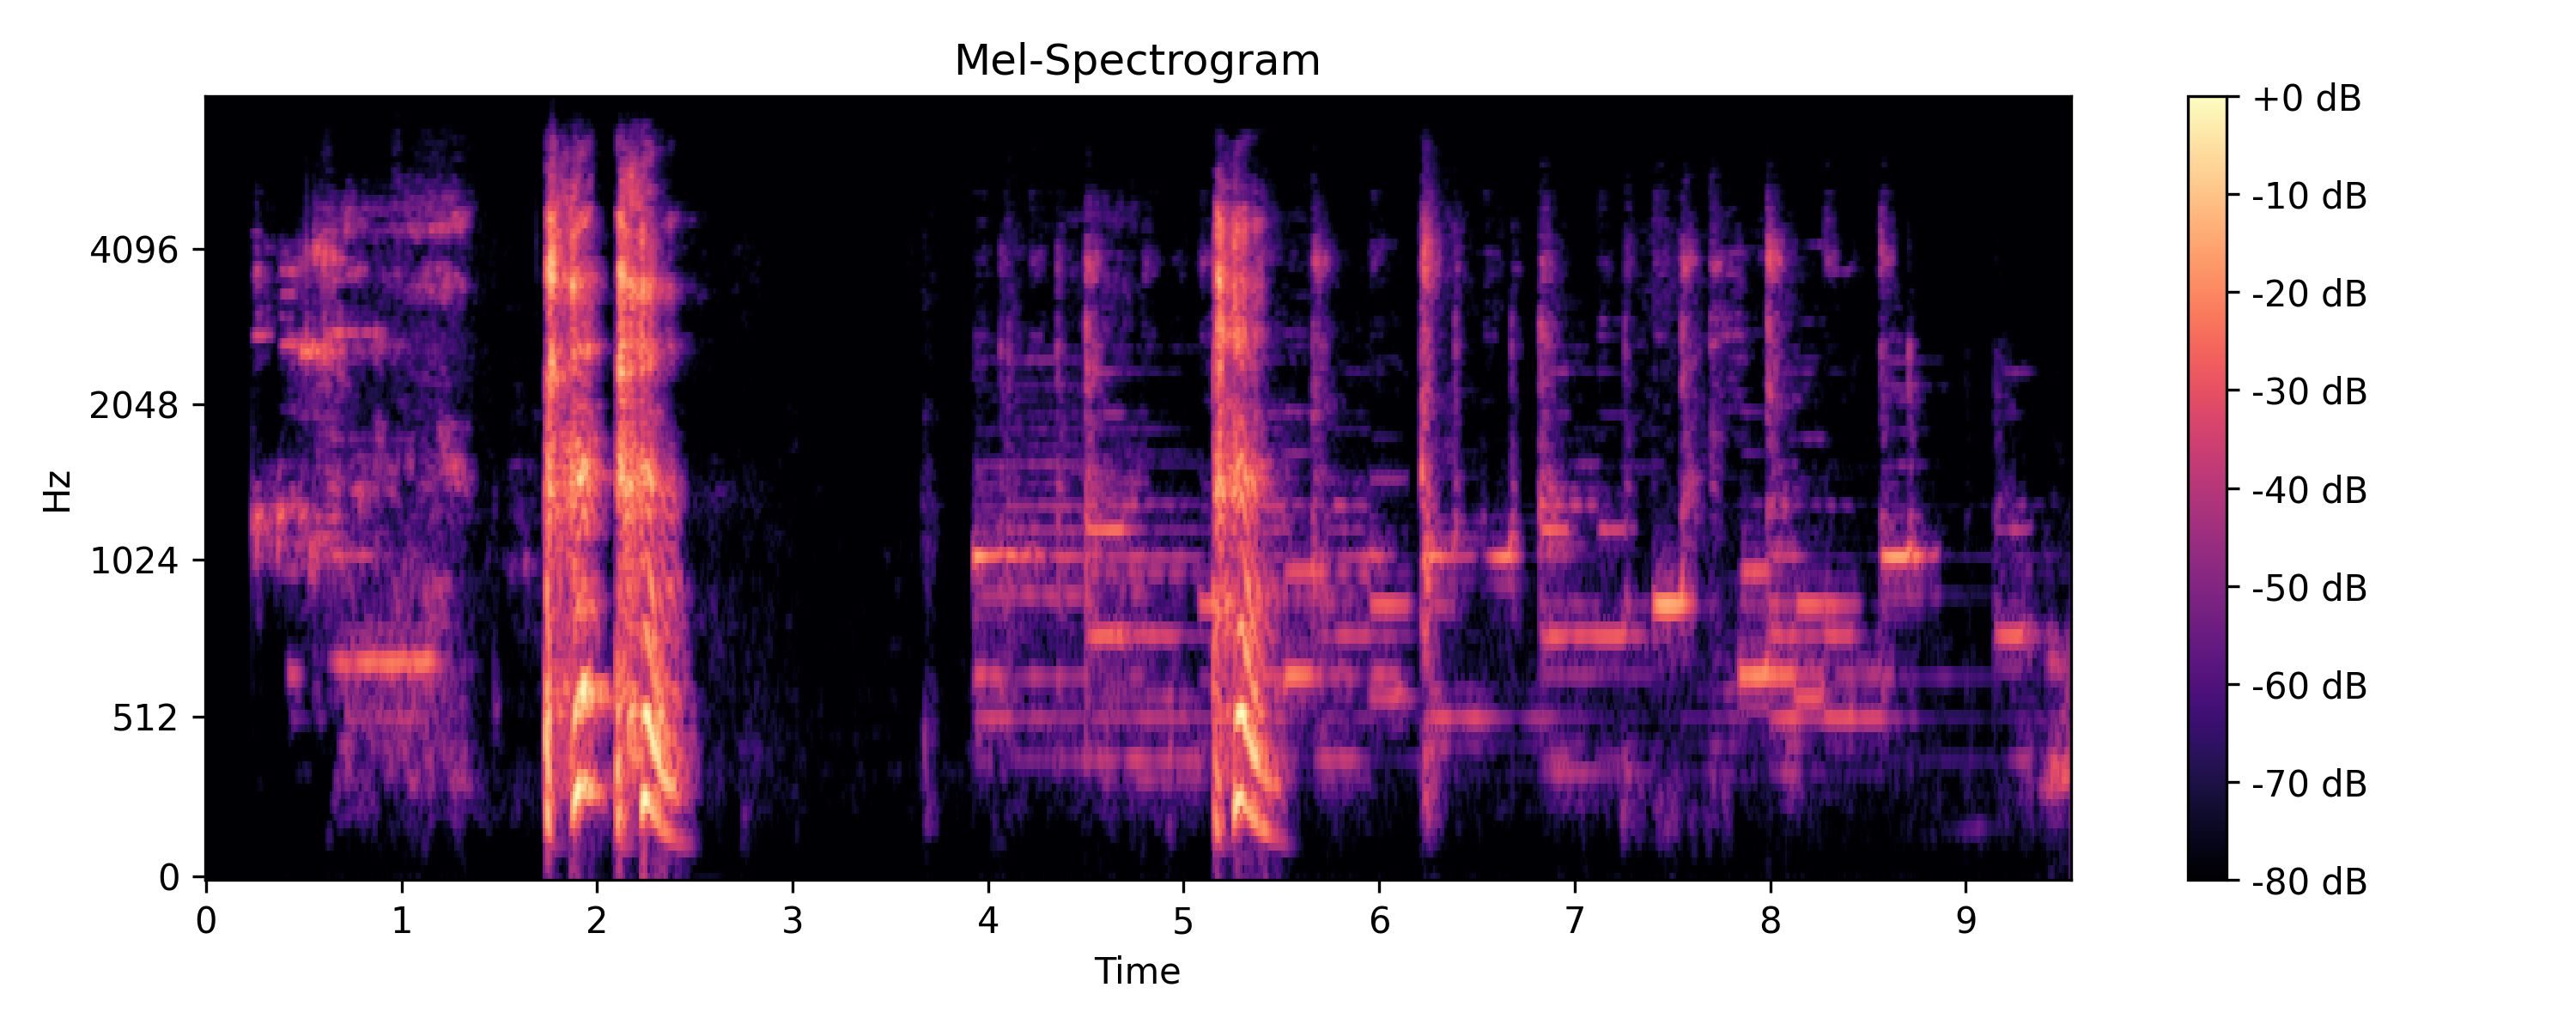 Mel-Spectrogram
+0 dB
-10 dB
-20 dB
-30 dB
-40 dB
-50 dB
-60 dB
-70 dB
-80 dB
4096
2048
1024
512
0
Hz
0 1 2 3 4 5 6 7 8 9
Time